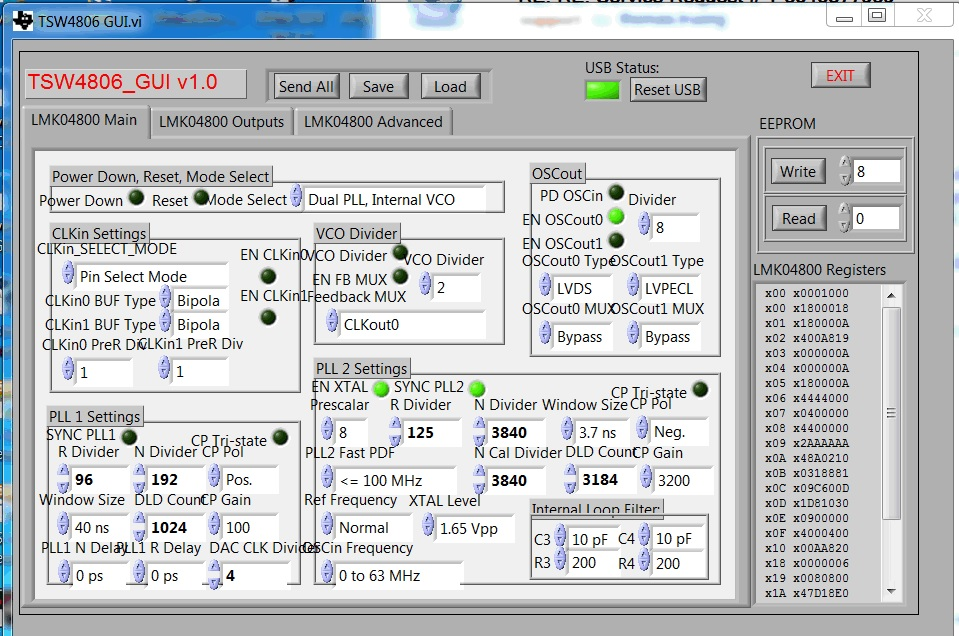 TSW4806 GUI.vi
TSW4806_GUI v1.0
Send All Save Load
USB Status:
Reset USB
EXIT
LMK04800 Main LMK04800 Outputs LMK04800 Advanced
EEPROM
Write 8
Read 0
Power Down, Reset, Mode Select
Power Down Reset Mode Select Dual PLL, Internal VCO
CLKin Settings
CLKin_SELECT_MODE
Pin Select Mode
EN CLKin0
EN CLKin1
CLKin0 BUF Type Bipola
CLKin1 BUF Type Bipola
CLKin0 PreR Div CLKin1 PreR Div
1 1
VCO Divider
VCO Divider VCO Divider
EN FB MUX 2
Feedback MUX
CLKout0
OSCout
PD OSCin Divider
EN OSCout0 8
EN OSCout1
OSCout0 Type OSCout1 Type
LVDS LVPECL
OSCout0 MUX OSCout1 MUX
Bypass Bypass
PLL 1 Settings
SYNC PLL1 CP Tri-state
R Divider N Divider CP Pol
96 192 Pos.
Window Size DLD Count CP Gain
40 ns 1024 100
PLL1 N Delay PLL1 R Delay DAC CLK Divider
0 ps 0 ps 4
PLL 2 Settings
EN XTAL SYNC PLL2 CP Tri-state
Prescalar R Divider N Divider Window Size CP Pol
8 125 3840 3.7 ns Neg.
PLL2 Fast PDF N Cal Divider DLD Count CP Gain
<= 100 MHz 3840 3184 3200
Ref Frequency XTAL Level
Normal 1.65 Vpp
OSCin Frequency
0 to 63 MHz
Internal Loop Filter:
C3 10 pF C4 10 pF
R3 200 R4 200
LMK04800 Registers
x00 x0001000
x00 x1800018
x01 x180000A
x02 x400A819
x03 x000000A
x04 x000000A
x05 x180000A
x06 x4444000
x07 x0400000
x08 x4400000
x09 x2AAAAAA
x0A x48A0210
x0B x0318881
x0C x09C600D
x0D x1D81030
x0E x0900000
x0F x4000400
x10 x00AA820
x18 x0000006
x19 x0080800
x1A x47D18E0